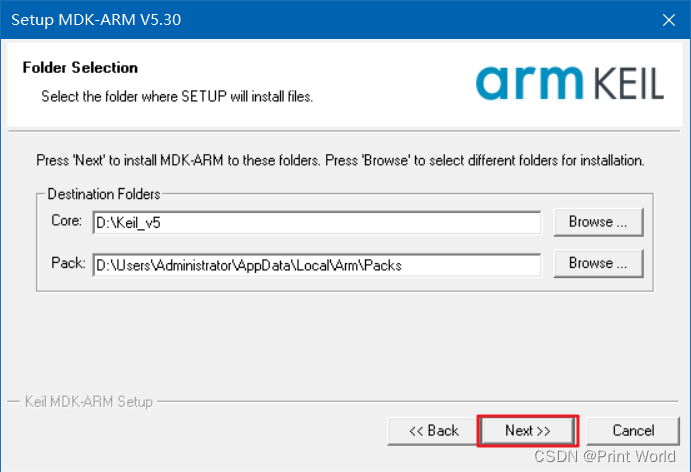 Setup MDK-ARM V5.30
Folder Selection
Select the folder where SETUP will install files.
arm KEIL
Press 'Next' to install MDK-ARM to these folders. Press 'Browse' to select different folders for installation.
Destination Folders
Core: D:\Keil_v5 Browse ...
Pack: D:\Users\Administrator\AppData\Local\Arm\Packs Browse ...
Keil MDK-ARM Setup
<< Back Next >> Cancel
CSDN @Print World